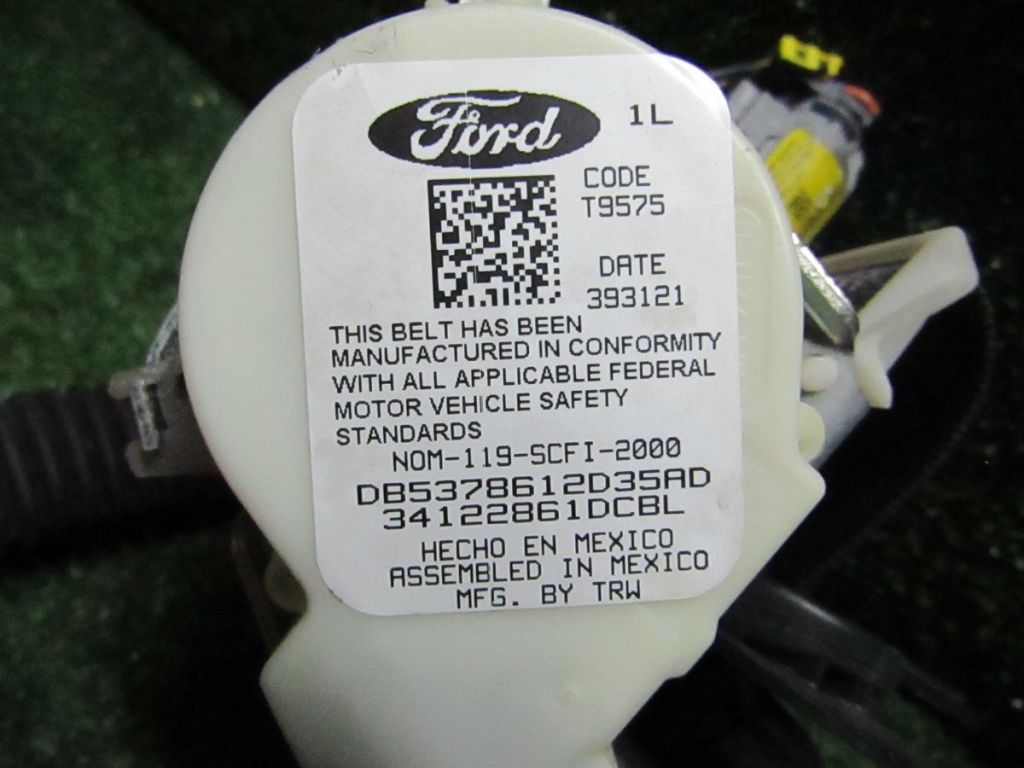 Ford
1L
CODE
T9575
DATE
393121
THIS BELT HAS BEEN
MANUFACTURED IN CONFORMITY
WITH ALL APPLICABLE FEDERAL
MOTOR VEHICLE SAFETY
STANDARDS
NOM-119-SCFI-2000
DB5378612D35AD
34122861DCBL
HECHO EN MEXICO
ASSEMBLED IN MEXICO
MFG. BY TRW